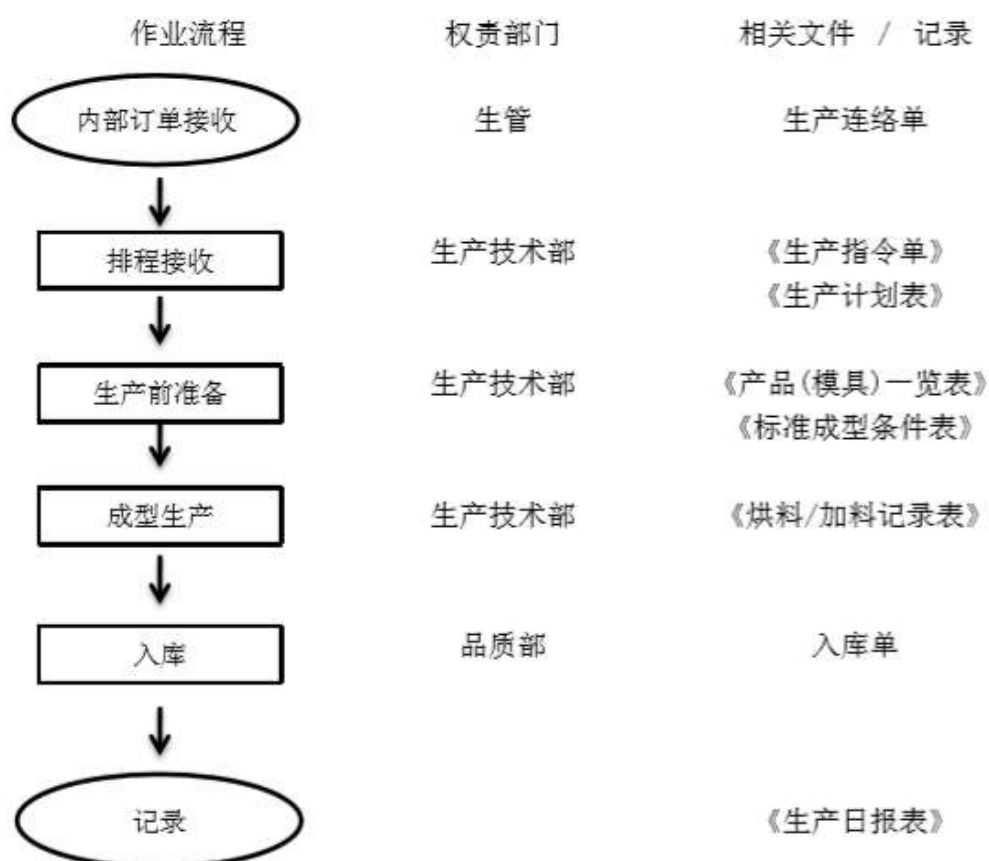 作业流程 权责部门 相关文件 / 记录
内部订单接收 生管 生产连络单
排程接收 生产技术部 《生产指令单》
《生产计划表》
生产前准备 生产技术部 《产品(模具)一览表》
《标准成型条件表》
成型生产 生产技术部 《烘料/加料记录表》
入库 品质部 入库单
记录 《生产日报表》